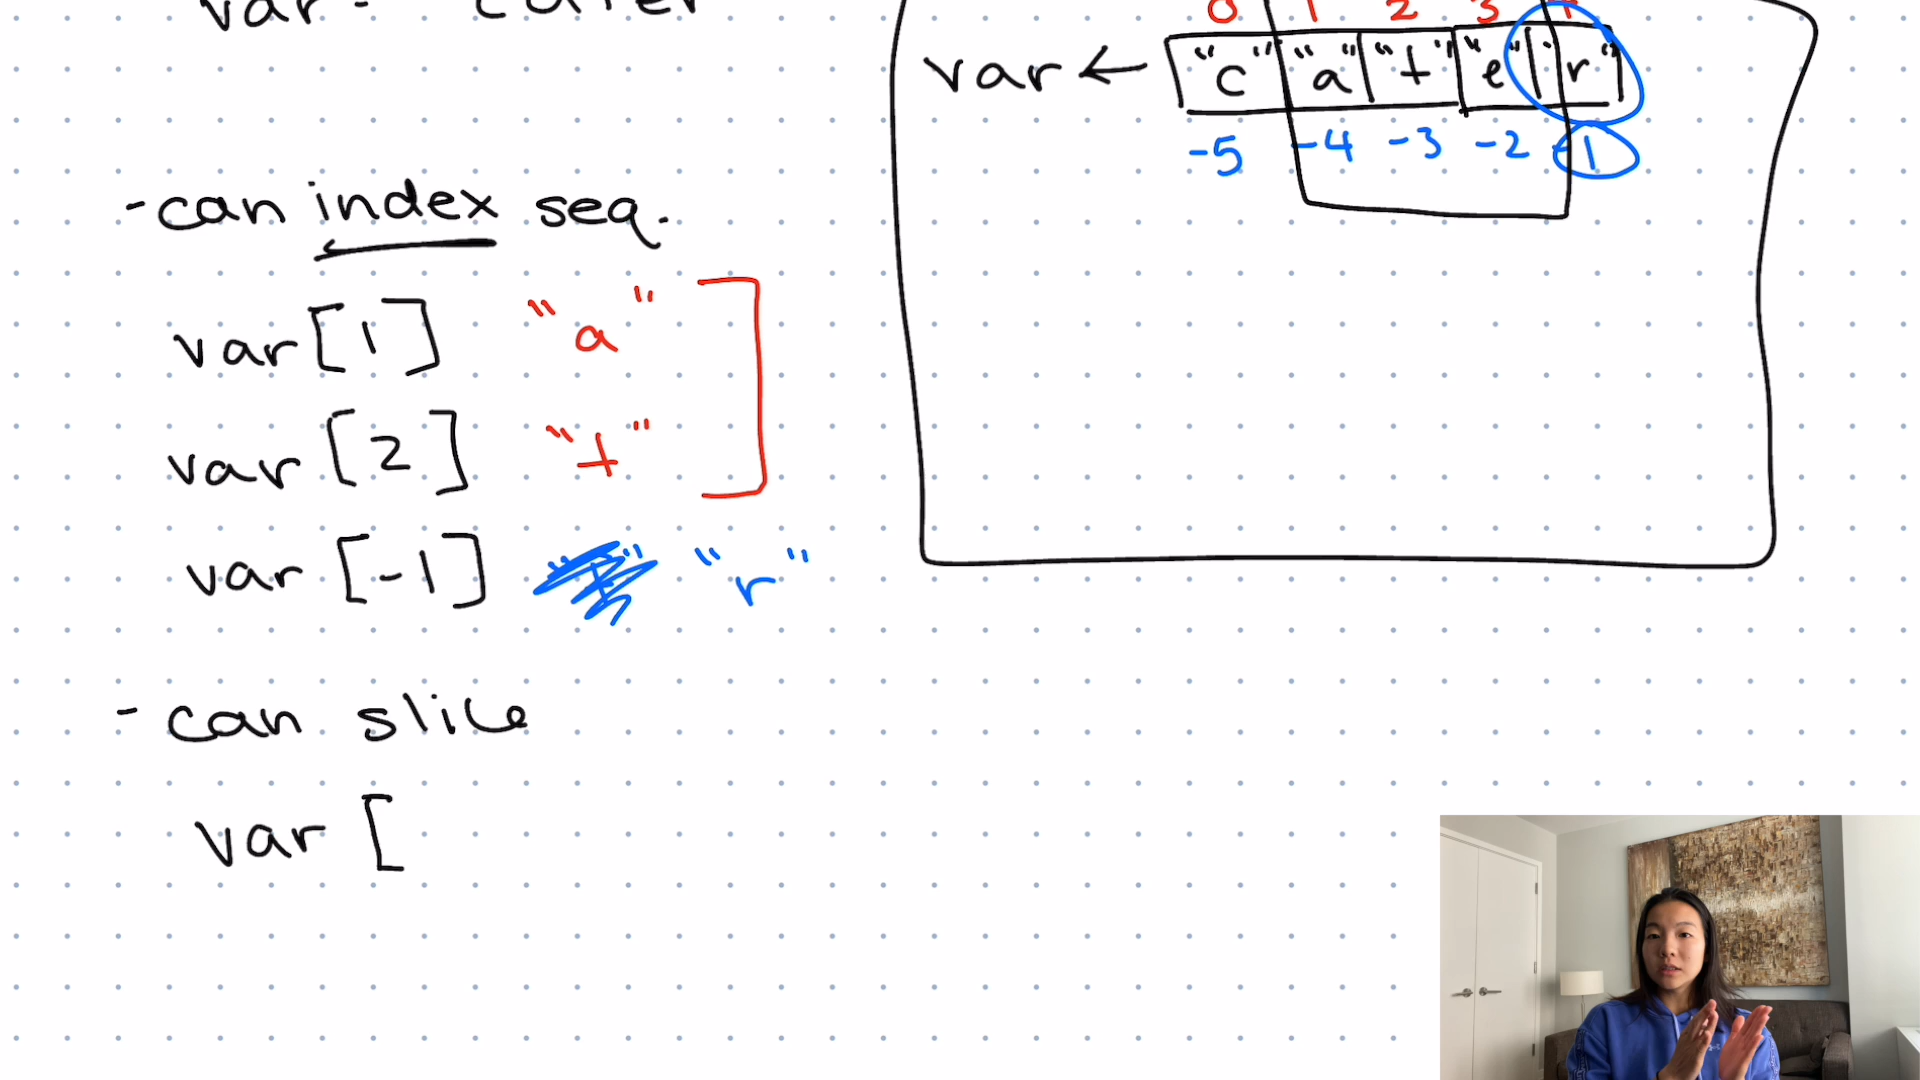 var =
0 1 2 3
var ← "c" "a" "t" "e" "r"
-5 -4 -3 -2 -1
-can index seq.
var[1] "a"
var [2] "t"
var [-1] "r"
- can slice
var [